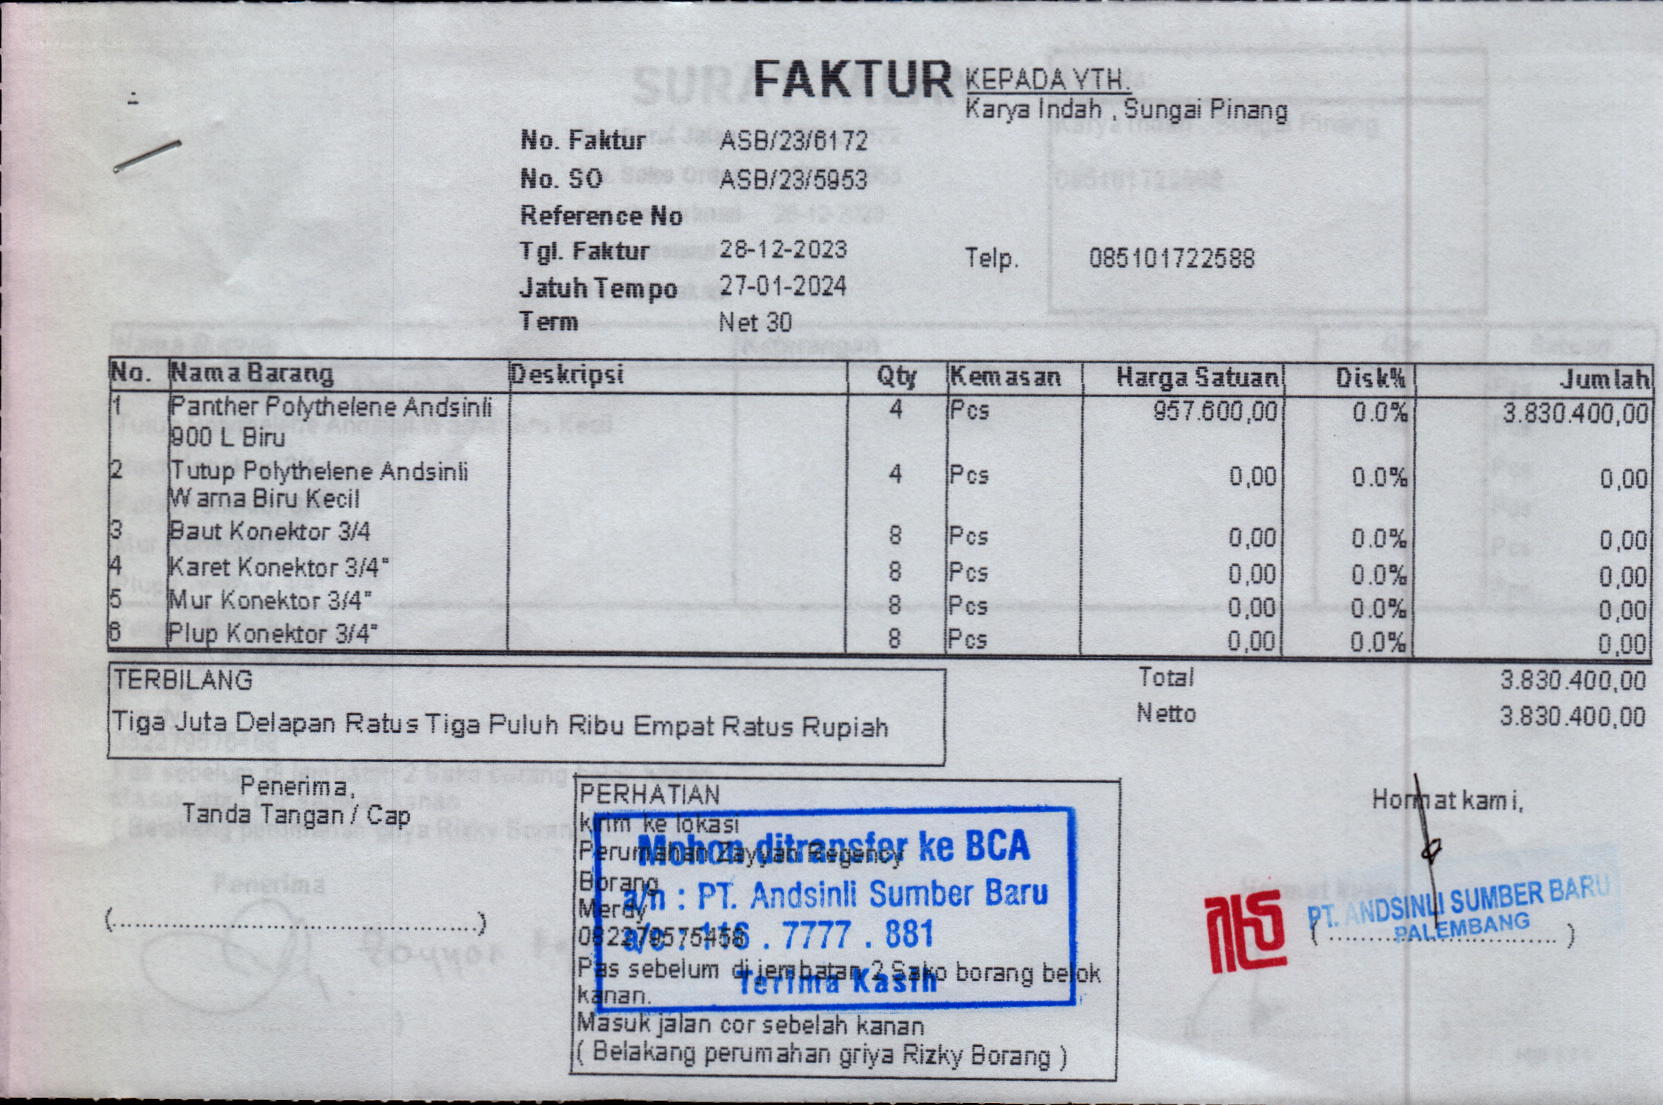 FAKTUR
KEPADA YTH.
Karya Indah , Sungai Pinang
No. Faktur ASB/23/6172
No. SO ASB/23/5953
Reference No
Tgl. Faktur 28-12-2023
Telp. 085101722588
Jatuh Tempo 27-01-2024
Term Net 30
No. Nama Barang Deskripsi Qty Kemasan Harga Satuan Disk% Jumlah
1 Panther Polythelene Andsinli 4 Pcs 957.600,00 0.0% 3.830.400,00
900 L Biru
2 Tutup Polythelene Andsinli 4 Pcs 0,00 0.0% 0,00
Warna Biru Kecil
3 Baut Konektor 3/4 8 Pcs 0,00 0.0% 0,00
4 Karet Konektor 3/4" 8 Pcs 0,00 0.0% 0,00
5 Mur Konektor 3/4" 8 Pcs 0,00 0.0% 0,00
6 Plup Konektor 3/4" 8 Pcs 0,00 0.0% 0,00
TERBILANG
Tiga Juta Delapan Ratus Tiga Puluh Ribu Empat Ratus Rupiah
Total 3.830.400,00
Netto 3.830.400,00
Penerima,
Tanda Tangan / Cap
(......................................)
PERHATIAN
kirim ke lokasi
Perumahan Zayyan Regency
Borang
Merdy
082279575458
Pas sebelum di jembatan 2 Sako borang belok
kanan.
Masuk jalan cor sebelah kanan
( Belakang perumahan griya Rizky Borang )
Mohon ditransfer ke BCA
a/n : PT. Andsinli Sumber Baru
a/c : 116 . 7777 . 881
Terima Kasih
Hormat kami,
PT. ANDSINLI SUMBER BARU
PALEMBANG
(..............................)